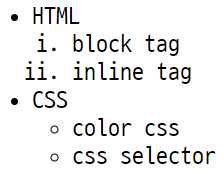 • HTML
i. block tag
ii. inline tag
• CSS
◦ color css
◦ css selector